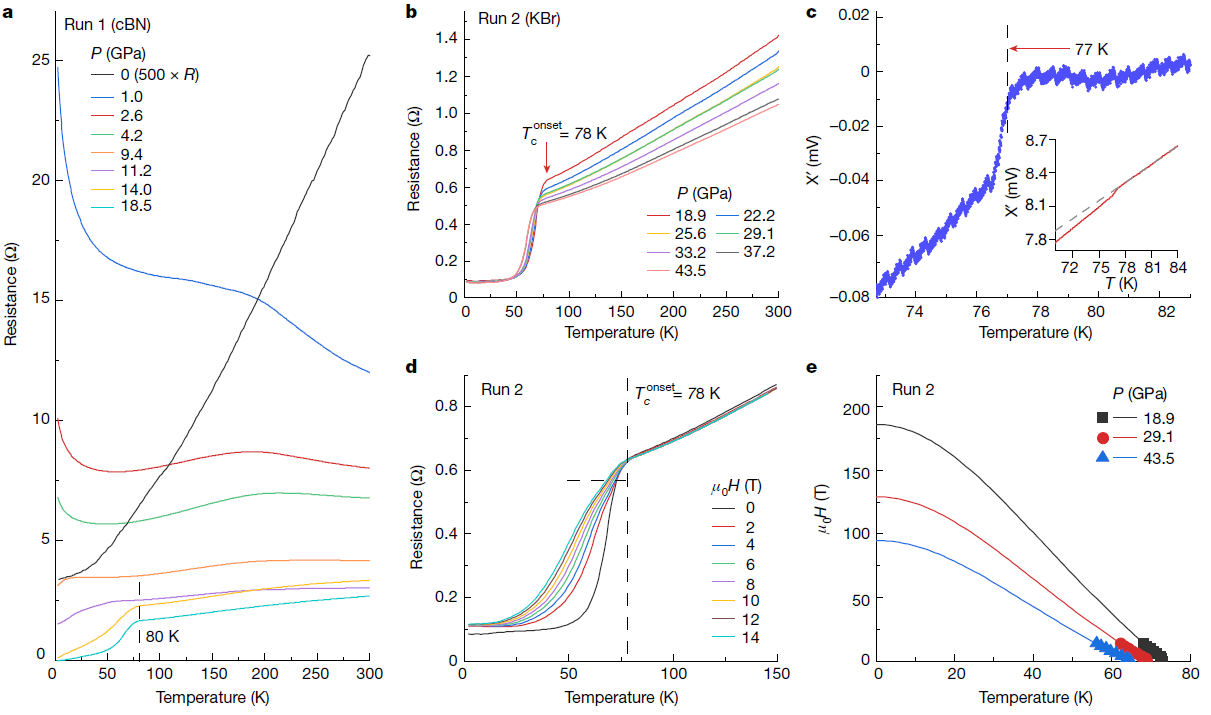 a
Run 1 (cBN)
P (GPa)
0 (500 × R)
1.0
2.6
4.2
9.4
11.2
14.0
18.5
80 K
25
20
15
10
5
0
Resistance (Ω)
0 50 100 150 200 250 300
Temperature (K)
b
Run 2 (KBr)
T_c^onset = 78 K
P (GPa)
18.9 22.2
25.6 29.1
33.2 37.2
43.5
1.4
1.2
1.0
0.8
0.6
0.4
0.2
0
Resistance (Ω)
0 50 100 150 200 250 300
Temperature (K)
c
77 K
0.02
0
−0.02
−0.04
−0.06
−0.08
X′ (mV)
74 76 78 80 82
Temperature (K)
8.7
8.4
8.1
7.8
X′ (mV)
72 75 78 81 84
T (K)
d
Run 2
T_c^onset = 78 K
μ₀H (T)
0
2
4
6
8
10
12
14
0.8
0.6
0.4
0.2
0
Resistance (Ω)
0 50 100 150
Temperature (K)
e
Run 2
P (GPa)
18.9
29.1
43.5
200
150
100
50
0
μ₀H (T)
0 20 40 60 80
Temperature (K)